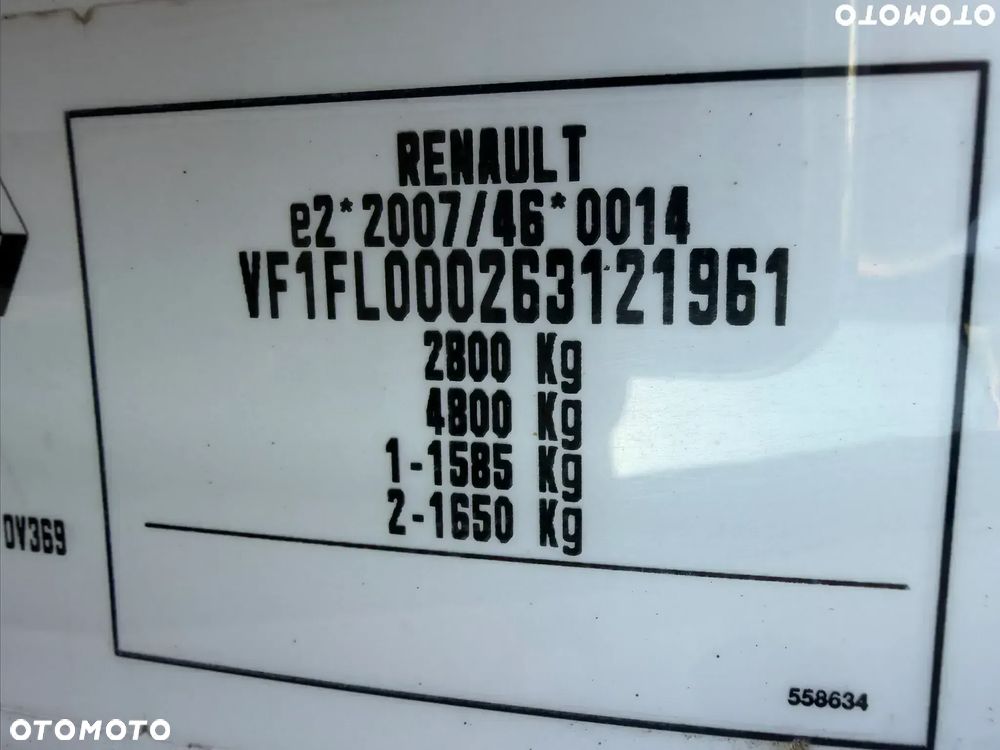 OTOMOTO
RENAULT
e2*2007/46*0014
VF1FL000263121961
2800 Kg
4800 Kg
1-1585 Kg
2-1650 Kg
0V369
558634
OTOMOTO